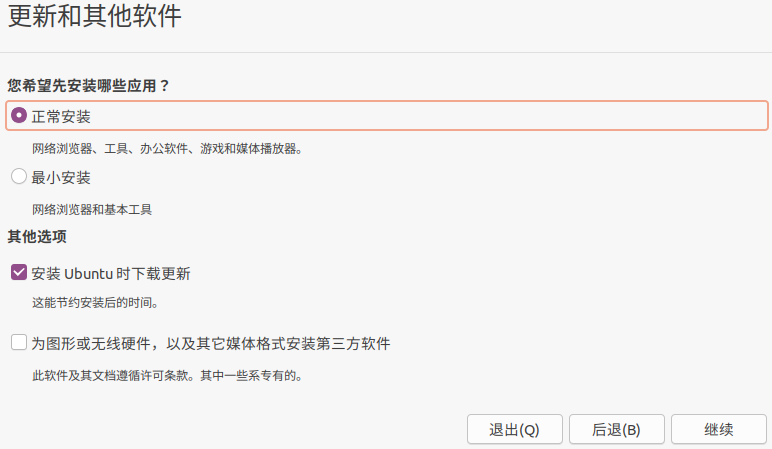 更新和其他软件
您希望先安装哪些应用？
正常安装
网络浏览器、工具、办公软件、游戏和媒体播放器。
最小安装
网络浏览器和基本工具
其他选项
安装 Ubuntu 时下载更新
这能节约安装后的时间。
为图形或无线硬件，以及其它媒体格式安装第三方软件
此软件及其文档遵循许可条款。其中一些系专有的。
退出(Q) 后退(B) 继续